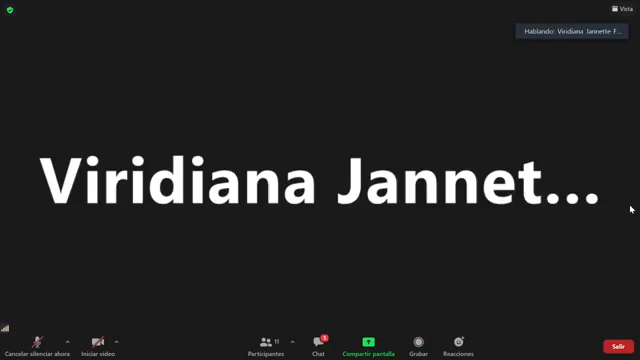 Vista
Hablando: Viridiana Jannette F...
Viridiana Jannet...
11
1
Cancelar silenciar ahora
Iniciar video
Participantes
Chat
Compartir pantalla
Grabar
Reacciones
Salir